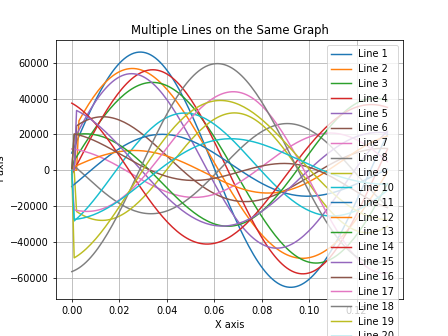 Multiple Lines on the Same Graph
60000
40000
20000
0
−20000
−40000
−60000
0.00
0.02
0.04
0.06
0.08
0.10
X axis
Line 1
Line 2
Line 3
Line 4
Line 5
Line 6
Line 7
Line 8
Line 9
Line 10
Line 11
Line 12
Line 13
Line 14
Line 15
Line 16
Line 17
Line 18
Line 19
Line 20